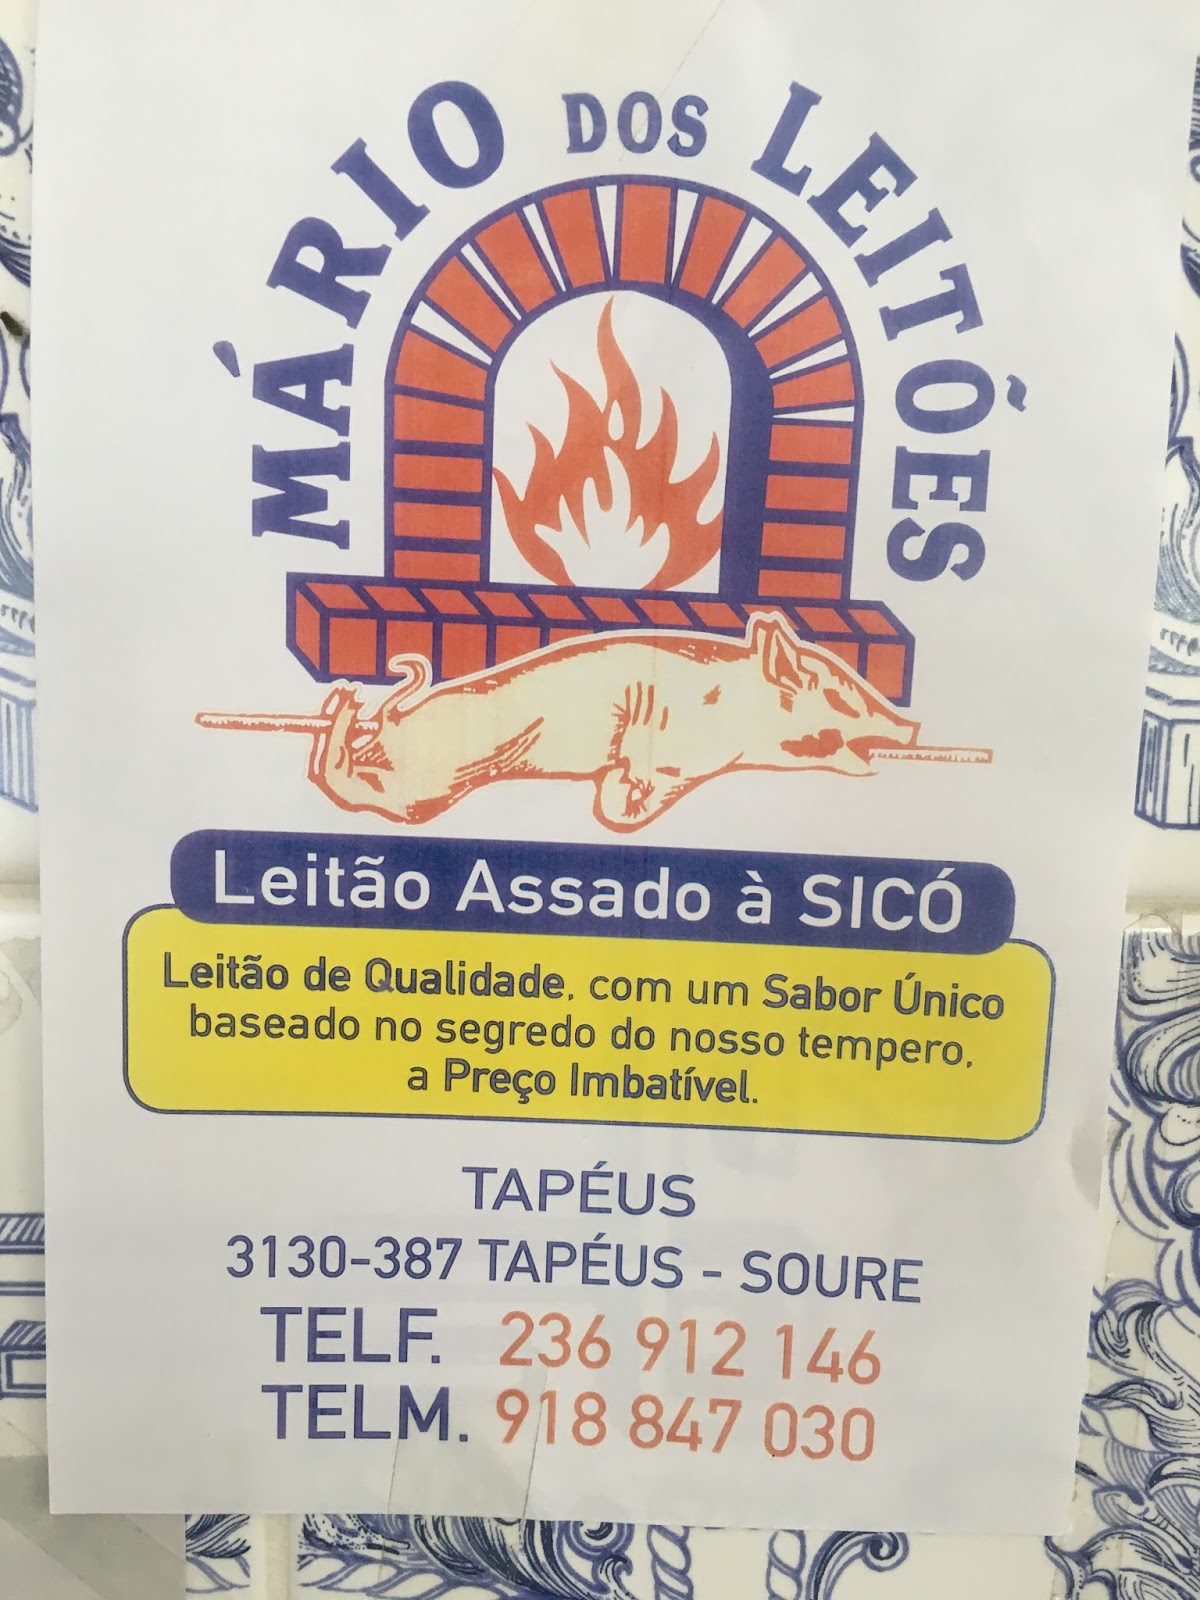 MÁRIO DOS LEITÕES
Leitão Assado à SICÓ
Leitão de Qualidade, com um Sabor Único
baseado no segredo do nosso tempero,
a Preço Imbatível.
TAPÉUS
3130-387 TAPÉUS - SOURE
TELF. 236 912 146
TELM. 918 847 030